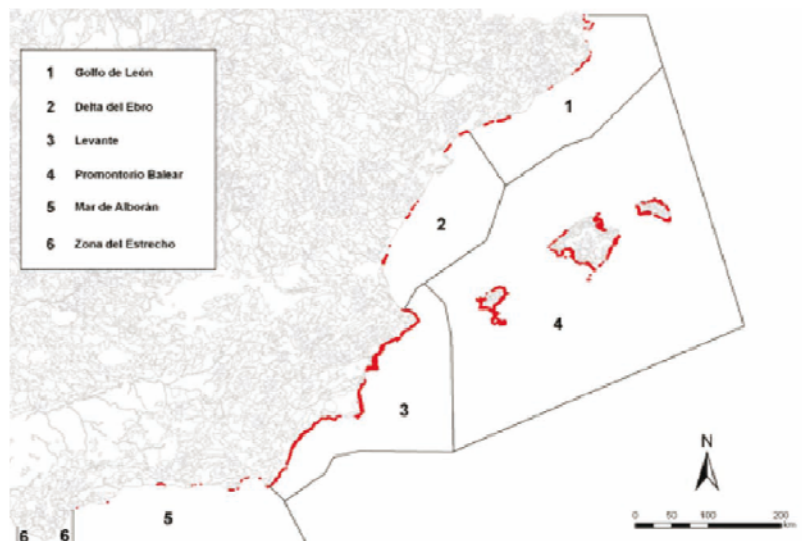 1 Golfo de León
2 Delta del Ebro
3 Levante
4 Promontorio Balear
5 Mar de Alborán
6 Zona del Estrecho
1
2
4
3
N
5
6 6
0 50 100 200
km